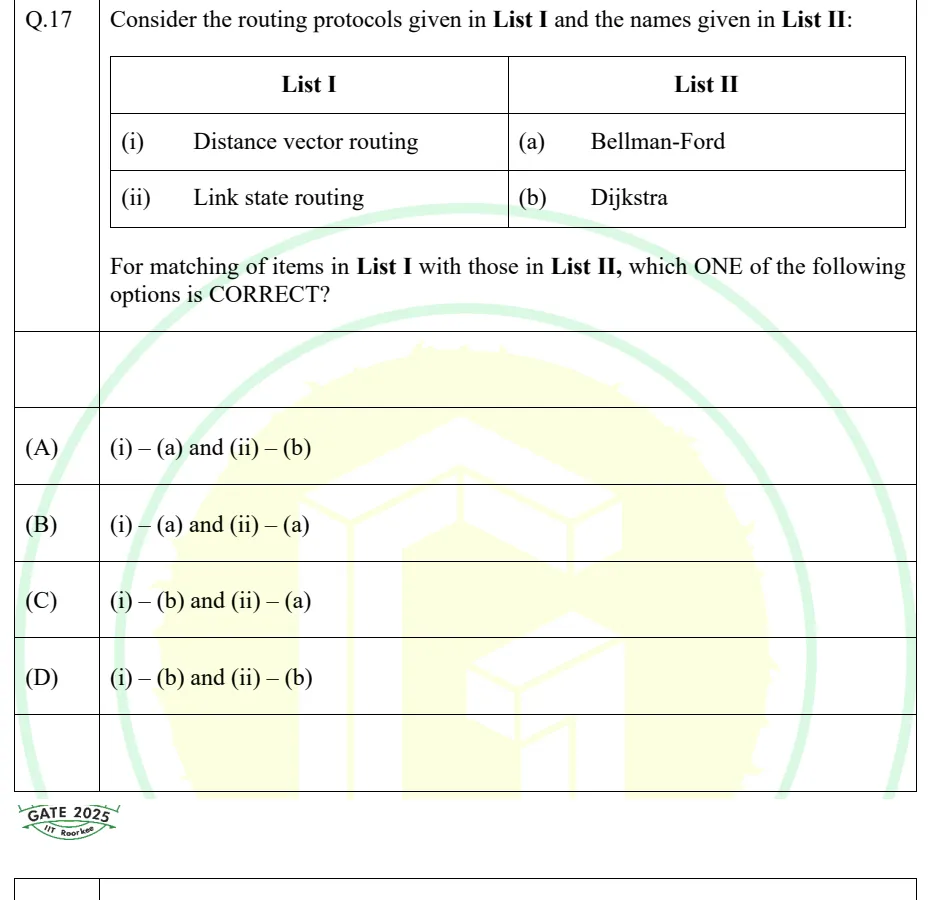 Q.17 Consider the routing protocols given in List I and the names given in List II:
List I List II
(i) Distance vector routing (a) Bellman-Ford
(ii) Link state routing (b) Dijkstra
For matching of items in List I with those in List II, which ONE of the following
options is CORRECT?
(A) (i) – (a) and (ii) – (b)
(B) (i) – (a) and (ii) – (a)
(C) (i) – (b) and (ii) – (a)
(D) (i) – (b) and (ii) – (b)
GATE 2025
IIT Roorkee